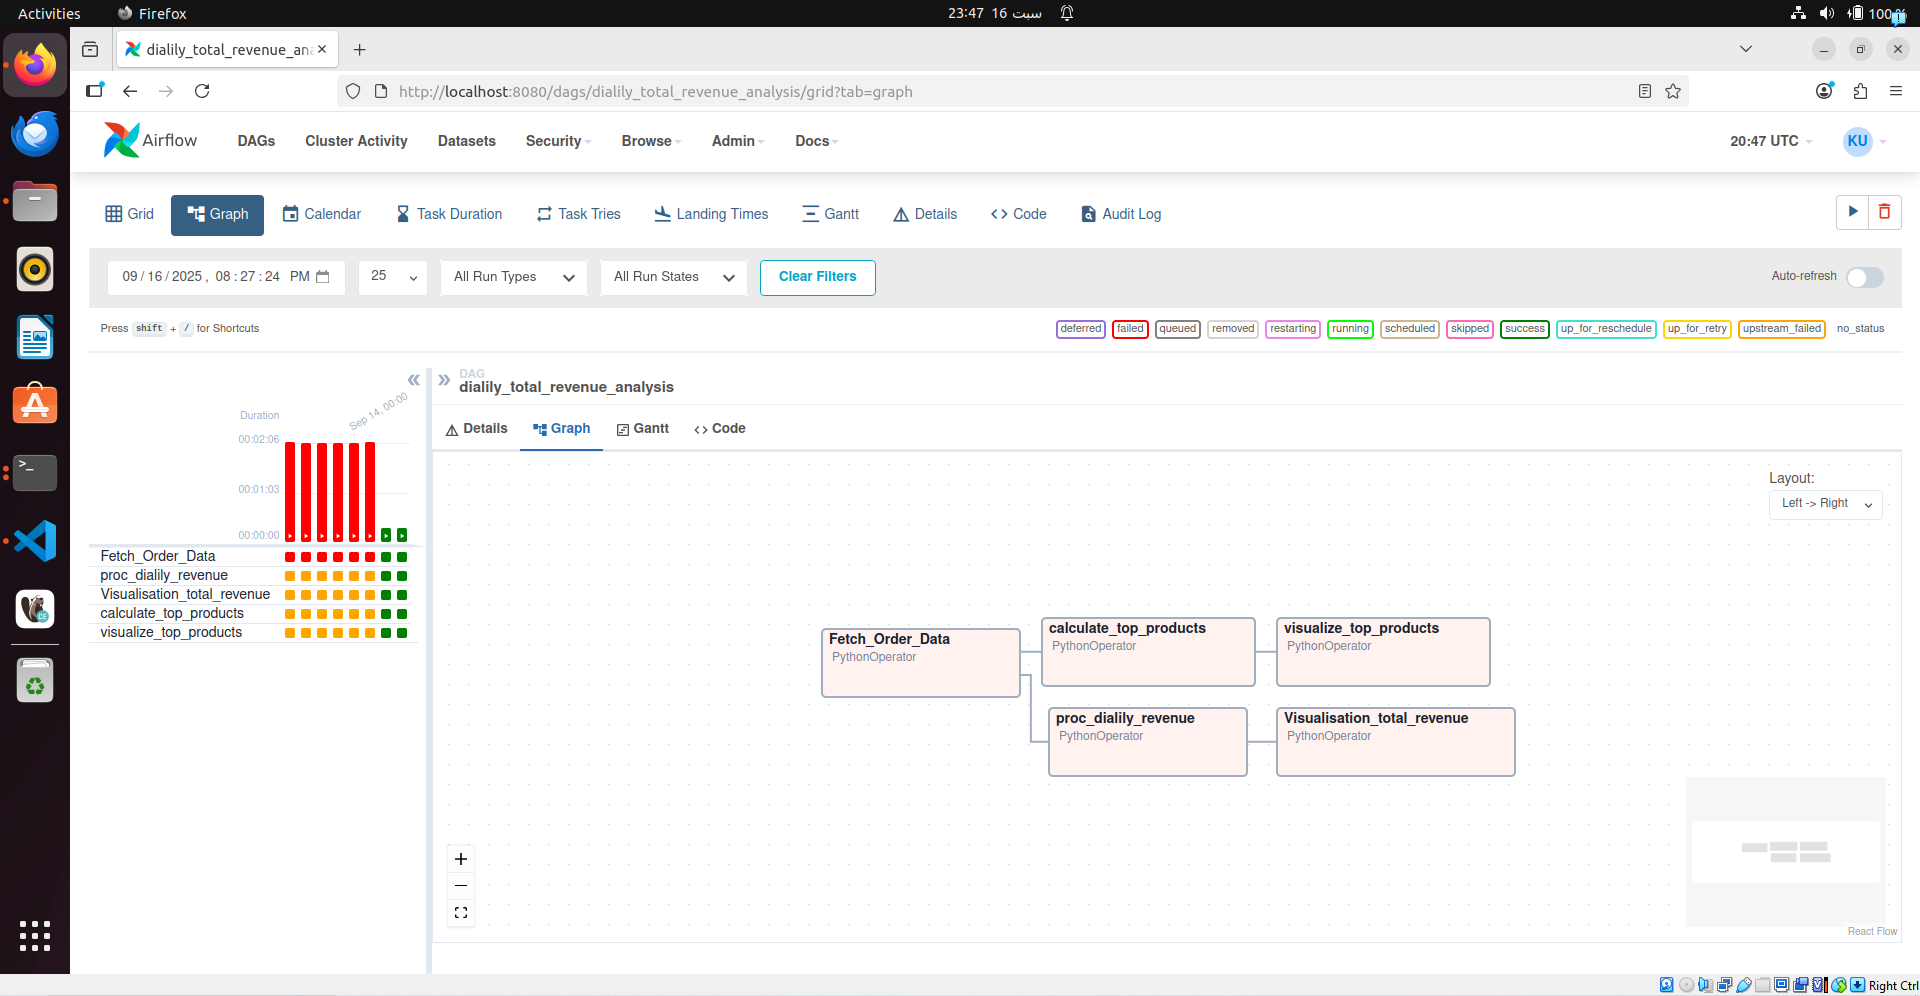 Activities
Firefox
23:47 16 سبت
100 %
dialily_total_revenue_an
http://localhost:8080/dags/dialily_total_revenue_analysis/grid?tab=graph
Airflow
DAGs
Cluster Activity
Datasets
Security
Browse
Admin
Docs
20:47 UTC
KU
Grid
Graph
Calendar
Task Duration
Task Tries
Landing Times
Gantt
Details
Code
Audit Log
09/16/2025, 08:27:24 PM
25
All Run Types
All Run States
Clear Filters
Auto-refresh
Press shift + / for Shortcuts
deferred
failed
queued
removed
restarting
running
scheduled
skipped
success
up_for_reschedule
up_for_retry
upstream_failed
no_status
DAG
dialily_total_revenue_analysis
Sep 14, 00:00
Duration
00:02:06
00:01:03
00:00:00
Fetch_Order_Data
proc_dialily_revenue
Visualisation_total_revenue
calculate_top_products
visualize_top_products
Details
Graph
Gantt
Code
Layout:
Left -> Right
Fetch_Order_Data
PythonOperator
calculate_top_products
PythonOperator
visualize_top_products
PythonOperator
proc_dialily_revenue
PythonOperator
Visualisation_total_revenue
PythonOperator
React Flow
Right Ctrl